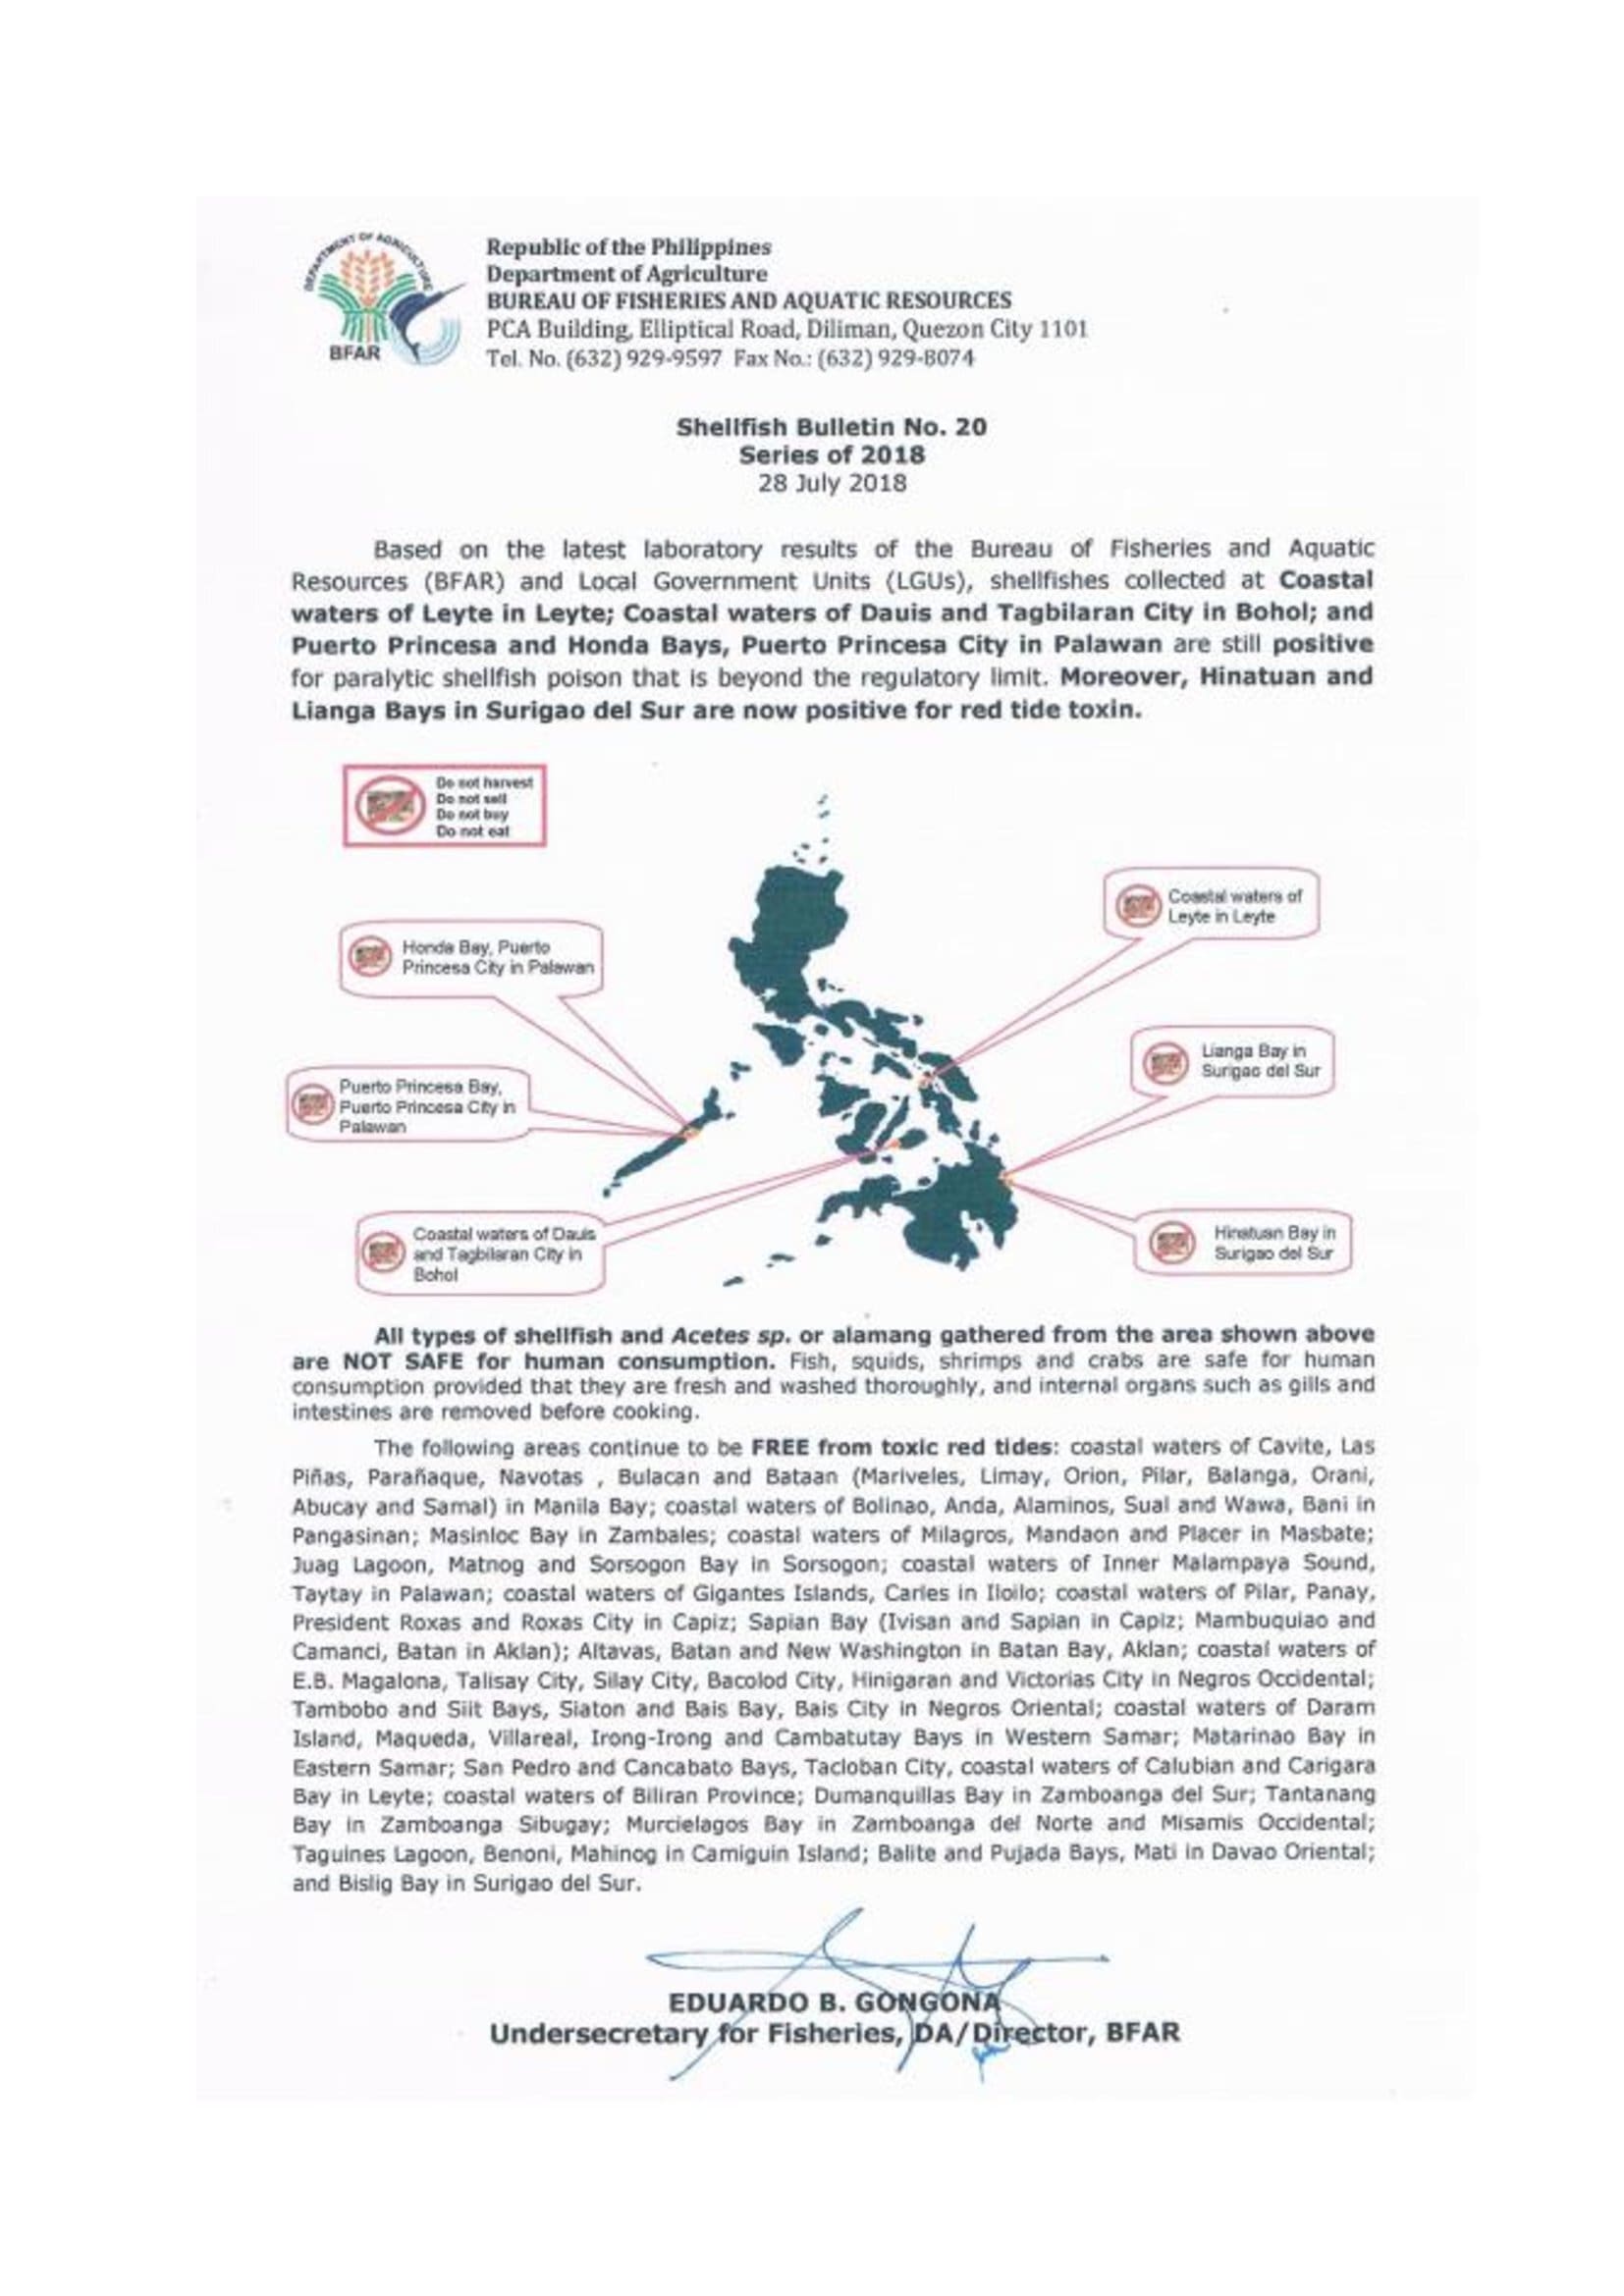 DEPARTMENT OF AGRICULTURE
BFAR
Republic of the Philippines
Department of Agriculture
BUREAU OF FISHERIES AND AQUATIC RESOURCES
PCA Building, Elliptical Road, Diliman, Quezon City 1101
Tel. No. (632) 929-9597 Fax No.: (632) 929-8074
Shellfish Bulletin No. 20
Series of 2018
28 July 2018
Based on the latest laboratory results of the Bureau of Fisheries and Aquatic
Resources (BFAR) and Local Government Units (LGUs), shellfishes collected at Coastal
waters of Leyte in Leyte; Coastal waters of Dauis and Tagbilaran City in Bohol; and
Puerto Princesa and Honda Bays, Puerto Princesa City in Palawan are still positive
for paralytic shellfish poison that is beyond the regulatory limit. Moreover, Hinatuan and
Lianga Bays in Surigao del Sur are now positive for red tide toxin.
Do not harvest
Do not sell
Do not buy
Do not eat
Coastal waters of
Leyte in Leyte
Honda Bay, Puerto
Princesa City in Palawan
Lianga Bay in
Surigao del Sur
Puerto Princesa Bay,
Puerto Princesa City in
Palawan
Coastal waters of Dauis
and Tagbilaran City in
Bohol
Hinatuan Bay in
Surigao del Sur
All types of shellfish and Acetes sp. or alamang gathered from the area shown above
are NOT SAFE for human consumption. Fish, squids, shrimps and crabs are safe for human
consumption provided that they are fresh and washed thoroughly, and internal organs such as gills and
intestines are removed before cooking.
The following areas continue to be FREE from toxic red tides: coastal waters of Cavite, Las
Piñas, Parañaque, Navotas , Bulacan and Bataan (Mariveles, Limay, Orion, Pilar, Balanga, Orani,
Abucay and Samal) in Manila Bay; coastal waters of Bolinao, Anda, Alaminos, Sual and Wawa, Bani in
Pangasinan; Masinloc Bay in Zambales; coastal waters of Milagros, Mandaon and Placer in Masbate;
Juag Lagoon, Matnog and Sorsogon Bay in Sorsogon; coastal waters of Inner Malampaya Sound,
Taytay in Palawan; coastal waters of Gigantes Islands, Carles in Iloilo; coastal waters of Pilar, Panay,
President Roxas and Roxas City in Capiz; Sapian Bay (Ivisan and Sapian in Capiz; Mambuquiao and
Camanci, Batan in Aklan); Altavas, Batan and New Washington in Batan Bay, Aklan; coastal waters of
E.B. Magalona, Talisay City, Silay City, Bacolod City, Hinigaran and Victorias City in Negros Occidental;
Tambobo and Siit Bays, Siaton and Bais Bay, Bais City in Negros Oriental; coastal waters of Daram
Island, Maqueda, Villareal, Irong-Irong and Cambatutay Bays in Western Samar; Matarinao Bay in
Eastern Samar; San Pedro and Cancabato Bays, Tacloban City, coastal waters of Calubian and Carigara
Bay in Leyte; coastal waters of Biliran Province; Dumanquillas Bay in Zamboanga del Sur; Tantanang
Bay in Zamboanga Sibugay; Murcielagos Bay in Zamboanga del Norte and Misamis Occidental;
Taguines Lagoon, Benoni, Mahinog in Camiguin Island; Balite and Pujada Bays, Mati in Davao Oriental;
and Bislig Bay in Surigao del Sur.
EDUARDO B. GONGONA
Undersecretary for Fisheries, DA/Director, BFAR